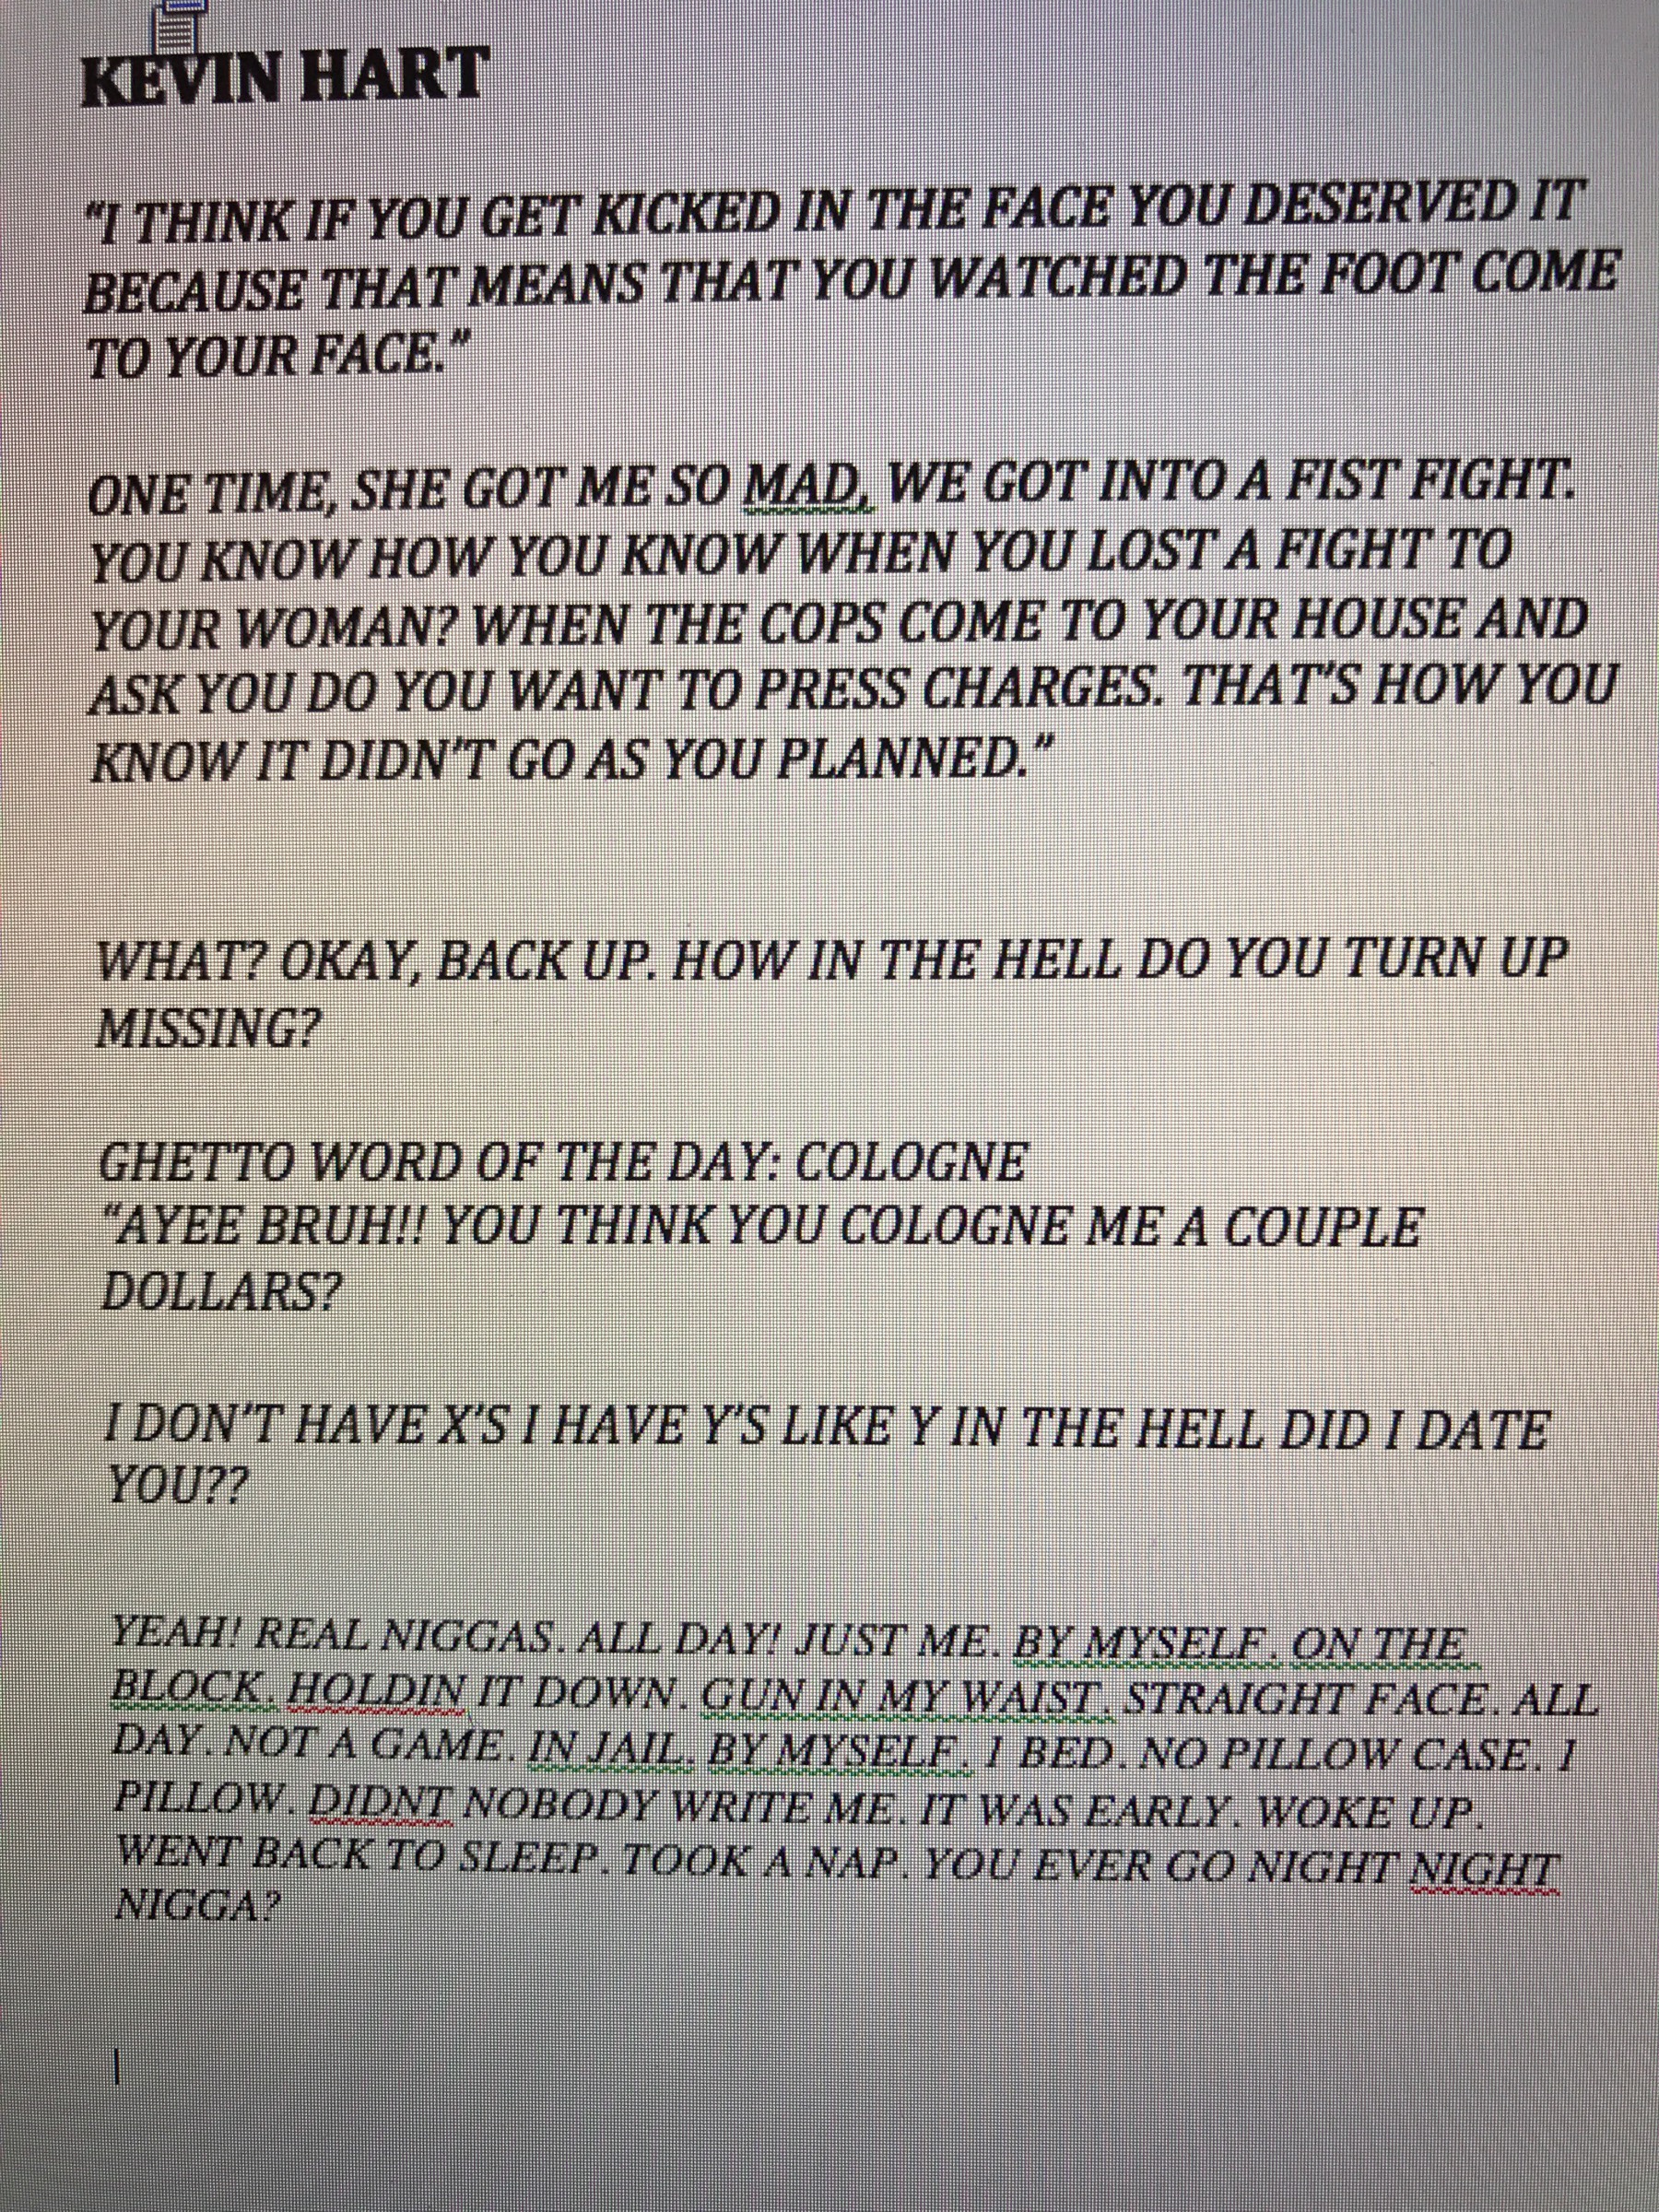 KEVIN HART
"I THINK IF YOU GET KICKED IN THE FACE YOU DESERVED IT
BECAUSE THAT MEANS THAT YOU WATCHED THE FOOT COME
TO YOUR FACE."
ONE TIME, SHE GOT ME SO MAD, WE GOT INTO A FIST FIGHT.
YOU KNOW HOW YOU KNOW WHEN YOU LOST A FIGHT TO
YOUR WOMAN? WHEN THE COPS COME TO YOUR HOUSE AND
ASK YOU DO YOU WANT TO PRESS CHARGES. THAT'S HOW YOU
KNOW IT DIDN'T GO AS YOU PLANNED."
WHAT? OKAY, BACK UP. HOW IN THE HELL DO YOU TURN UP
MISSING?
GHETTO WORD OF THE DAY: COLOGNE
"AYEE BRUH!! YOU THINK YOU COLOGNE ME A COUPLE
DOLLARS?
I DON'T HAVE X'S I HAVE Y'S LIKE Y IN THE HELL DID I DATE
YOU??
YEAH! REAL NIGGAS. ALL DAY! JUST ME. BY MYSELF. ON THE
BLOCK. HOLDIN IT DOWN. GUN IN MY WAIST. STRAIGHT FACE. ALL
DAY. NOT A GAME. IN JAIL. BY MYSELF. 1 BED. NO PILLOW CASE. 1
PILLOW. DIDNT NOBODY WRITE ME. IT WAS EARLY. WOKE UP.
WENT BACK TO SLEEP. TOOK A NAP. YOU EVER GO NIGHT NIGHT
NIGGA?